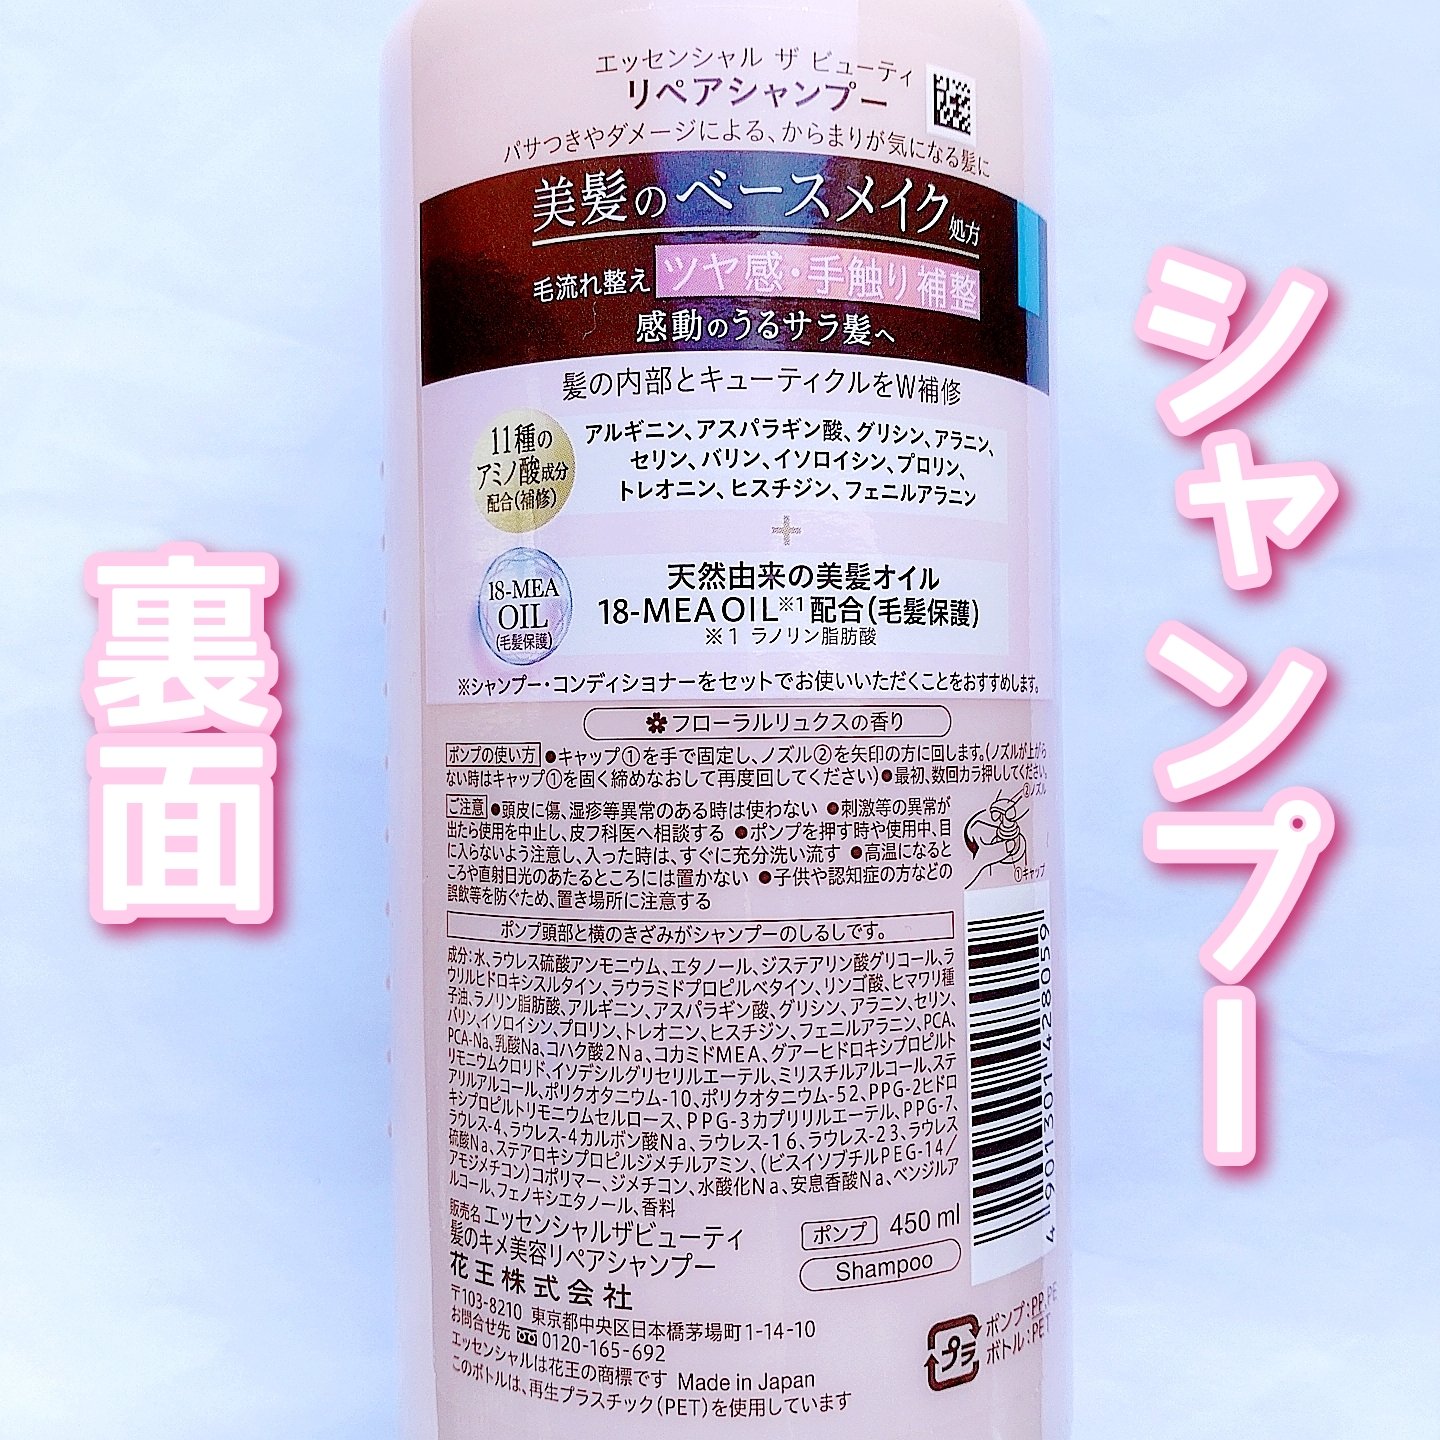 エッセンシャル ザ ビューティ
リペアシャンプー
パサつきやダメージによる、からまりが気になる髪に
美髪のベースメイク処方
毛流れ整え ツヤ感・手触り補整
感動のうるサラ髪へ
髪の内部とキューティクルをW補修
11種の
アミノ酸成分
配合(補修)
アルギニン、アスパラギン酸、グリシン、アラニン、
セリン、バリン、イソロイシン、プロリン、
トレオニン、ヒスチジン、フェニルアラニン
+
18-MEA
OIL
(毛髪保護)
天然由来の美髪オイル
18-MEA OIL※1配合(毛髪保護)
※1 ラノリン脂肪酸
※シャンプー・コンディショナーをセットでお使いいただくことをおすすめします。
フローラルリュクスの香り
ポンプの使い方 ●キャップ①を手で固定し、ノズル②を矢印の方に回します。(ノズルが上がら
ない時はキャップ①を固く締めなおして再度回してください)●最初、数回カラ押ししてください。
②ノズル
①キャップ
ご注意 ●頭皮に傷、湿疹等異常のある時は使わない ●刺激等の異常が
出たら使用を中止し、皮フ科医へ相談する ●ポンプを押す時や使用中、目
に入らないよう注意し、入った時は、すぐに充分洗い流す ●高温になると
ころや直射日光のあたるところには置かない ●子供や認知症の方などの
誤飲等を防ぐため、置き場所に注意する
ポンプ頭部と横のきざみがシャンプーのしるしです。
成分：水、ラウレス硫酸アンモニウム、エタノール、ジステアリン酸グリコール、ラ
ウリルヒドロキシスルタイン、ラウラミドプロピルベタイン、リンゴ酸、ヒマワリ種
子油、ラノリン脂肪酸、アルギニン、アスパラギン酸、グリシン、アラニン、セリン、
バリン、イソロイシン、プロリン、トレオニン、ヒスチジン、フェニルアラニン、PCA、
PCA-Na、乳酸Na、コハク酸2Na、コカミドMEA、グアーヒドロキシプロピルト
リモニウムクロリド、イソデシルグリセリルエーテル、ミリスチルアルコール、ステ
アリルアルコール、ポリクオタニウム-10、ポリクオタニウム-52、PPG-2ヒドロ
キシプロピルトリモニウムセルロース、PPG-3カプリリルエーテル、PPG-7、
ラウレス-4、ラウレス-4カルボン酸Na、ラウレス-16、ラウレス-23、ラウレス
硫酸Na、ステアロキシプロピルジメチルアミン、(ビスイソブチルPEG-14/
アモジメチコン)コポリマー、ジメチコン、水酸化Na、安息香酸Na、ベンジルア
ルコール、フェノキシエタノール、香料
販売名 エッセンシャルザビューティ
髪のキメ美容リペアシャンプー
花王株式会社
〒103-8210 東京都中央区日本橋茅場町1-14-10
お問合せ先 0120-165-692
エッセンシャルは花王の商標です Made in Japan
このボトルは、再生プラスチック(PET)を使用しています
ポンプ 450 ml
Shampoo
4 901301 428059
プラ
ポンプ:PP,PE
ボトル:PET
シャンプー
裏面